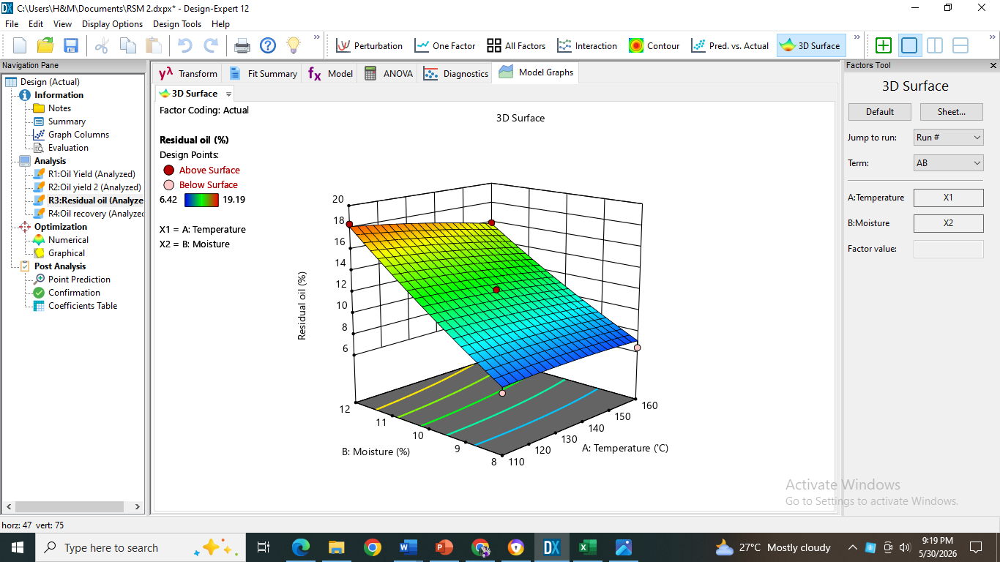 C:\Users\H&M\Documents\RSM 2.dxpx* - Design-Expert 12
File Edit View Display Options Design Tools Help
» Perturbation One Factor All Factors Interaction Contour Pred. vs. Actual 3D Surface » »
Navigation Pane
Design (Actual)
Information
Notes
Summary
Graph Columns
Evaluation
Analysis
R1:Oil Yield (Analyzed)
R2:Oil yield 2 (Analyzed)
R3:Residual oil (Analyze
R4:Oil recovery (Analyzed
Optimization
Numerical
Graphical
Post Analysis
Point Prediction
Confirmation
Coefficients Table
yλ Transform Fit Summary fx Model ANOVA Diagnostics Model Graphs
3D Surface
Factor Coding: Actual
Residual oil (%)
Design Points:
Above Surface
Below Surface
6.42 19.19
X1 = A: Temperature
X2 = B: Moisture
3D Surface
20
18
16
14
12
10
8
6
Residual oil (%)
12
11
10
9
8
B: Moisture (%)
110
120
130
140
150
160
A: Temperature ('C)
Factors Tool
3D Surface
Default Sheet...
Jump to run: Run #
Term: AB
A:Temperature X1
B:Moisture X2
Factor value:
Activate Windows
Go to Settings to activate Windows.
horz: 47 vert: 75
Type here to search
DX
27°C Mostly cloudy
9:19 PM
5/30/2026